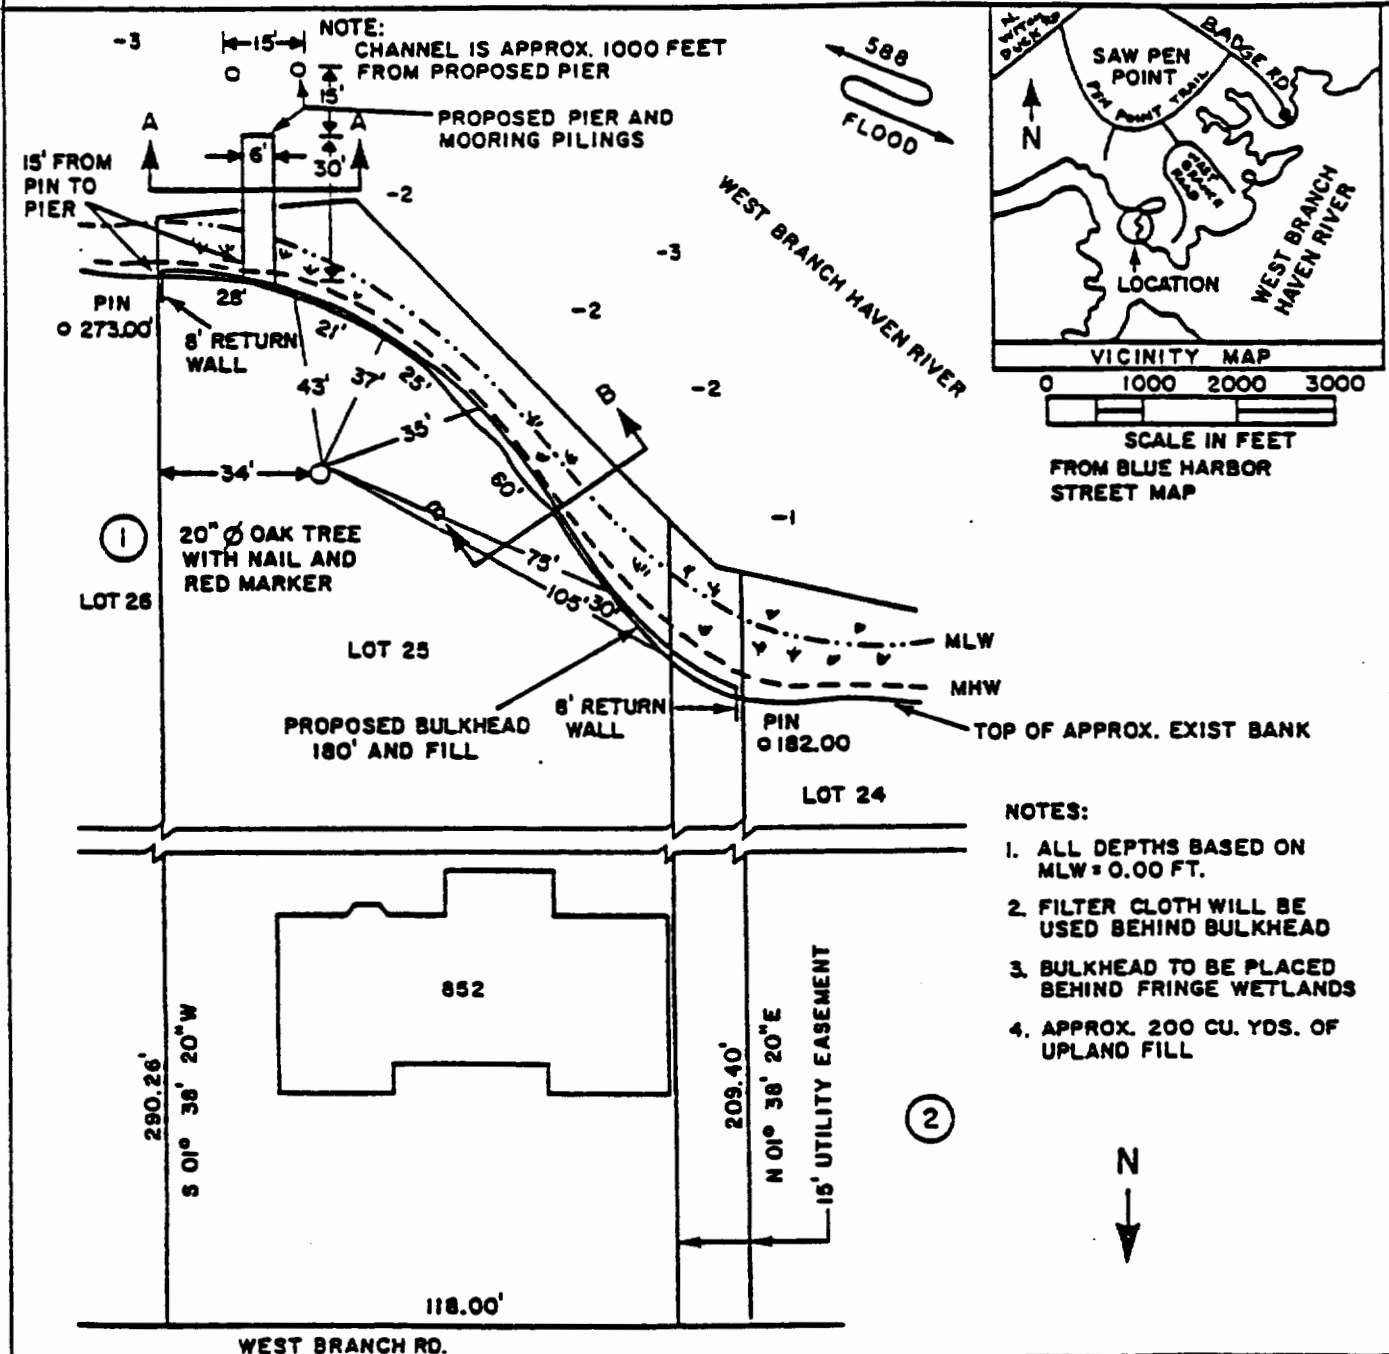 -3
15'
NOTE:
CHANNEL IS APPROX. 1000 FEET
FROM PROPOSED PIER
15'
A
A
PROPOSED PIER AND
MOORING PILINGS
6'
30'
15' FROM
PIN TO
PIER
-2
588
FLOOD
WEST BRANCH HAVEN RIVER
-3
-2
-2
-1
N. WITCH
DUCK RD
BADGE RD
SAW PEN
POINT
PEN POINT TRAIL
N
WEST
BRANCH
ROAD
WEST BRANCH
HAVEN RIVER
LOCATION
VICINITY MAP
0 1000 2000 3000
SCALE IN FEET
FROM BLUE HARBOR
STREET MAP
PIN
273.00'
28'
8' RETURN
WALL
21'
25'
43'
37'
35'
34'
60'
B
B
75'
105'
30'
1
20" Ø OAK TREE
WITH NAIL AND
RED MARKER
LOT 26
LOT 25
MLW
MHW
8' RETURN
WALL
PIN
182.00
TOP OF APPROX. EXIST BANK
PROPOSED BULKHEAD
180' AND FILL
LOT 24
NOTES:
1. ALL DEPTHS BASED ON
MLW = 0.00 FT.
2. FILTER CLOTH WILL BE
USED BEHIND BULKHEAD
3. BULKHEAD TO BE PLACED
BEHIND FRINGE WETLANDS
4. APPROX. 200 CU. YDS. OF
UPLAND FILL
852
290.26'
S 01° 38' 20" W
209.40'
N 01° 38' 20" E
15' UTILITY EASEMENT
2
N
118.00'
WEST BRANCH RD.